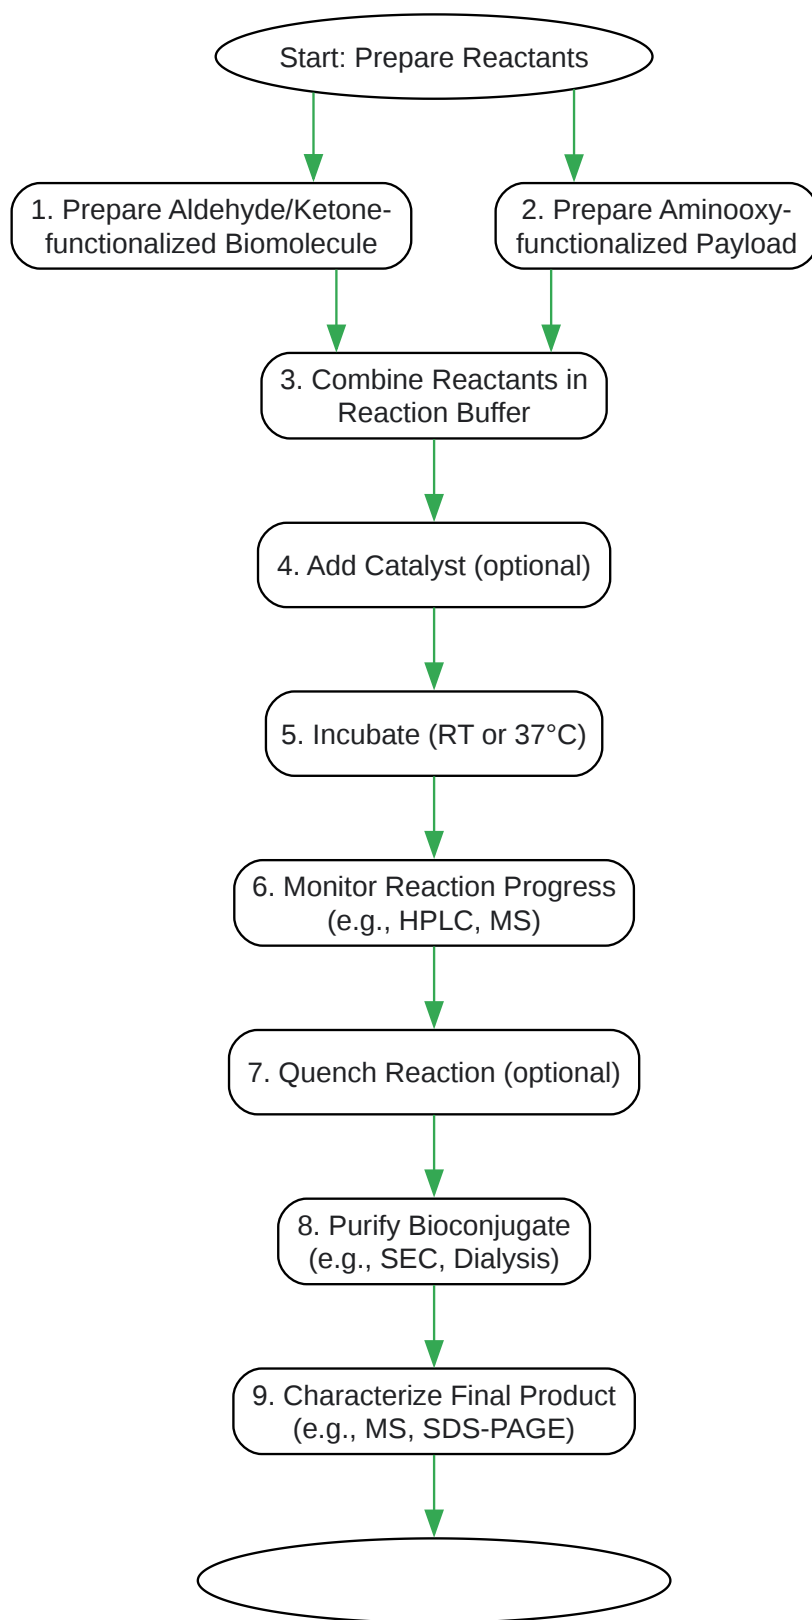 Start: Prepare Reactants
1. Prepare Aldehyde/Ketone-
functionalized Biomolecule
2. Prepare Aminooxy-
functionalized Payload
3. Combine Reactants in
Reaction Buffer
4. Add Catalyst (optional)
5. Incubate (RT or 37°C)
6. Monitor Reaction Progress
(e.g., HPLC, MS)
7. Quench Reaction (optional)
8. Purify Bioconjugate
(e.g., SEC, Dialysis)
9. Characterize Final Product
(e.g., MS, SDS-PAGE)